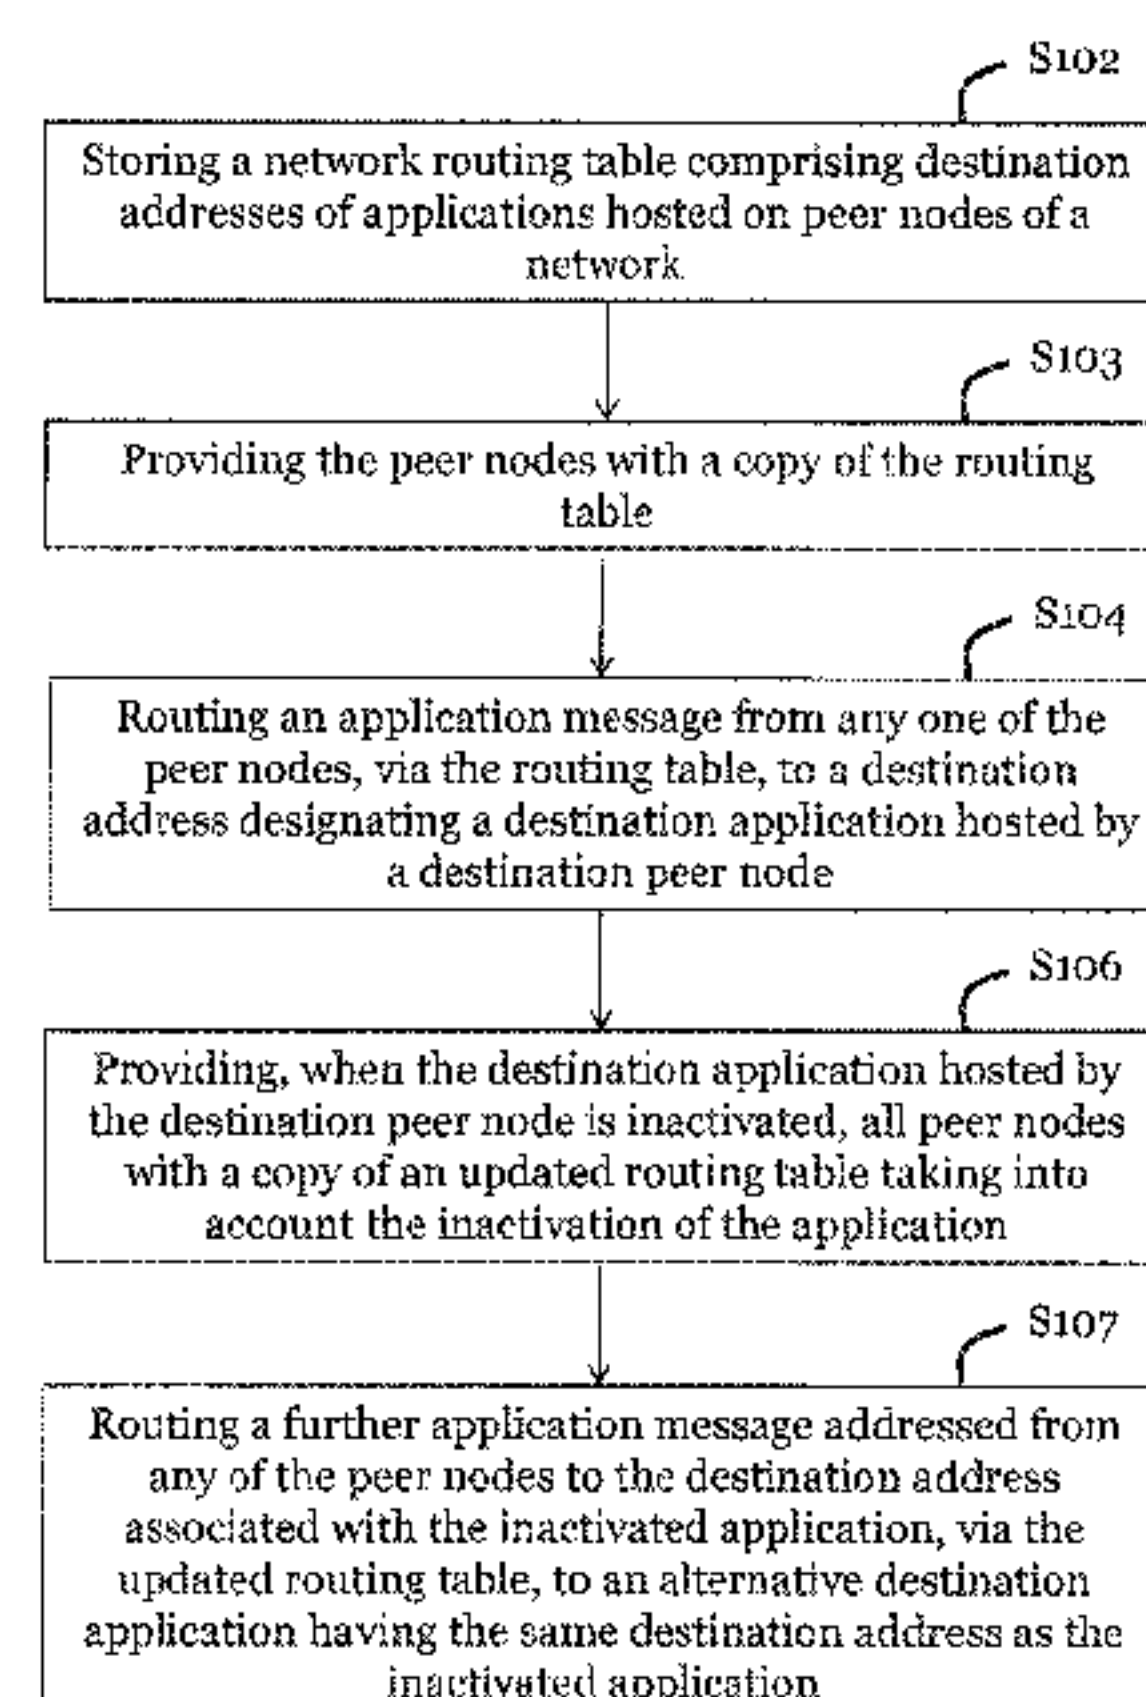 S102
Storing a network routing table comprising destination
addresses of applications hosted on peer nodes of a
network
S103
Providing the peer nodes with a copy of the routing
table
S104
Routing an application message from any one of the
peer nodes, via the routing table, to a destination
address designating a destination application hosted by
a destination peer node
S106
Providing, when the destination application hosted by
the destination peer node is inactivated, all peer nodes
with a copy of an updated routing table taking into
account the inactivation of the application
S107
Routing a further application message addressed from
any of the peer nodes to the destination address
associated with the inactivated application, via the
updated routing table, to an alternative destination
application having the same destination address as the
inactivated application